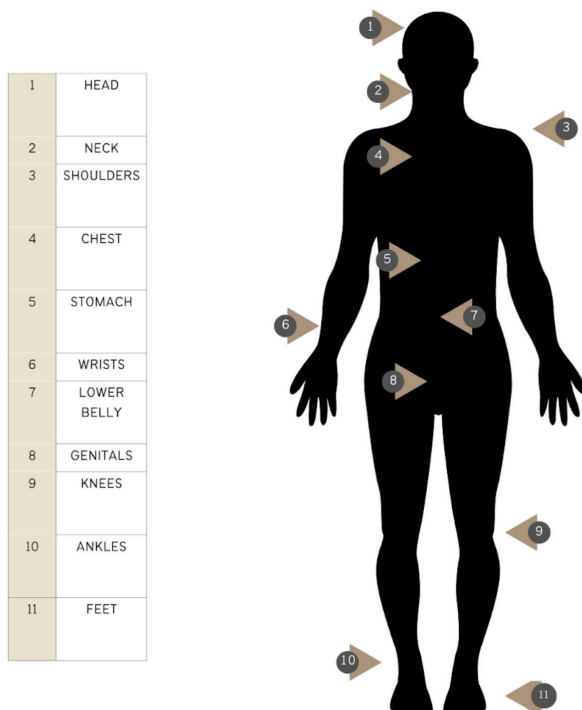 1 HEAD
2 NECK
3 SHOULDERS
4 CHEST
5 STOMACH
6 WRISTS
7 LOWER
BELLY
8 GENITALS
9 KNEES
10 ANKLES
11 FEET
1
2
3
4
5
6
7
8
9
10
11